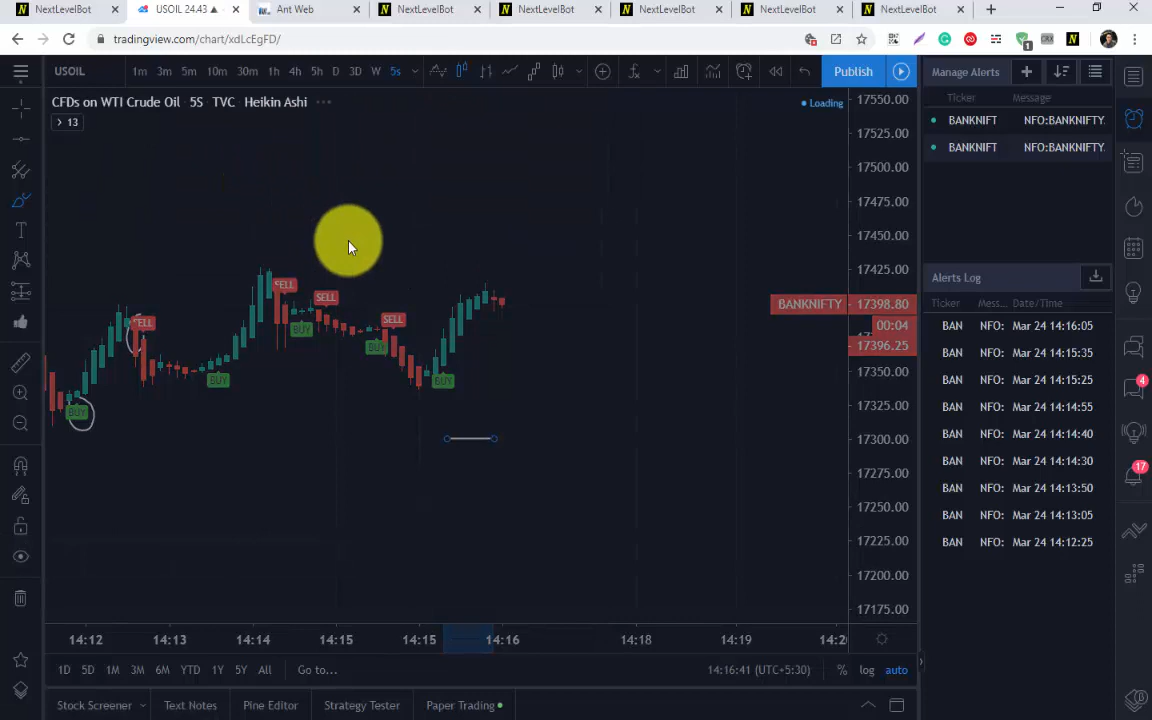 NextLevelBot
USOIL 24.43 ▲
Ant Web
NextLevelBot
NextLevelBot
NextLevelBot
NextLevelBot
NextLevelBot
tradingview.com/chart/xdLcEgFD/
1
USOIL 1m 3m 5m 10m 30m 1h 4h 5h D 3D W 5s
Publish
Manage Alerts
Ticker Message
BANKNIFT NFO:BANKNIFTY.
BANKNIFT NFO:BANKNIFTY.
CFDs on WTI Crude Oil 5S TVC Heikin Ashi
Loading
13
17550.00
17525.00
17500.00
17475.00
17450.00
17425.00
BANKNIFTY 17398.80
00:04
17396.25
17350.00
17325.00
17300.00
17275.00
17250.00
17225.00
17200.00
17175.00
SELL
SELL
SELL
SELL
BUY
BUY
BUY
BUY
BUY
Alerts Log
Ticker Mess... Date/Time
BAN NFO: Mar 24 14:16:05
BAN NFO: Mar 24 14:15:35
BAN NFO: Mar 24 14:15:25
BAN NFO: Mar 24 14:14:55
BAN NFO: Mar 24 14:14:40
BAN NFO: Mar 24 14:14:30
BAN NFO: Mar 24 14:13:50
BAN NFO: Mar 24 14:13:05
BAN NFO: Mar 24 14:12:25
4
17
14:12 14:13 14:14 14:15 14:15 14:16 14:18 14:19 14:20
1D 5D 1M 3M 6M YTD 1Y 5Y All Go to...
14:16:41 (UTC+5:30) % log auto
Stock Screener Text Notes Pine Editor Strategy Tester Paper Trading